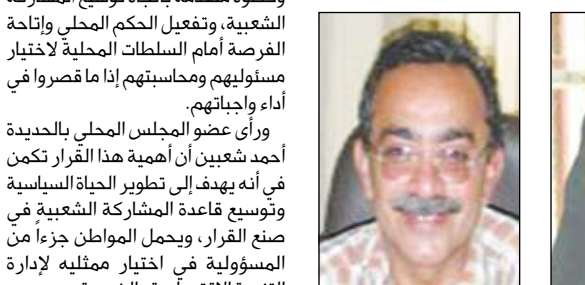 الشعبية، وتفعيل الحكم المحلي وإتاحة
الفرصة أمام السلطات المحلية لاختيار
مسئوليهم ومحاسبتهم إذا ما قصروا في
أداء واجباتهم.
ورأى عضو المجلس المحلي بالحديدة
أحمد شعبين أن أهمية هذا القرار تكمن
في أنه يهدف إلى تطوير الحياة السياسية
وتوسيع قاعدة المشاركة الشعبية في
صنع القرار، ويحمل المواطن جزءاً من
المسؤولية في اختيار ممثليه لإدارة